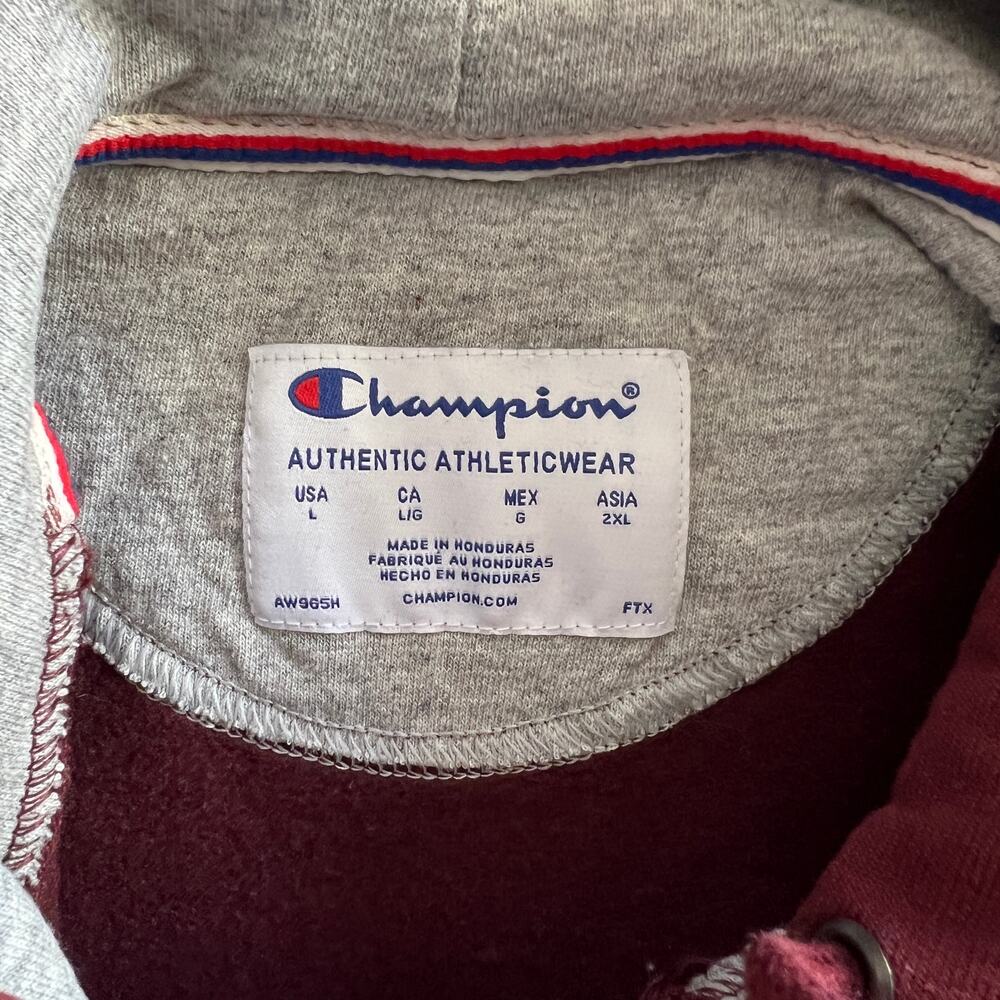 Champion®
AUTHENTIC ATHLETICWEAR
USA CA MEX ASIA
L L/G G 2XL
MADE IN HONDURAS
FABRIQUÉ AU HONDURAS
HECHO EN HONDURAS
AW965H CHAMPION.COM FTX